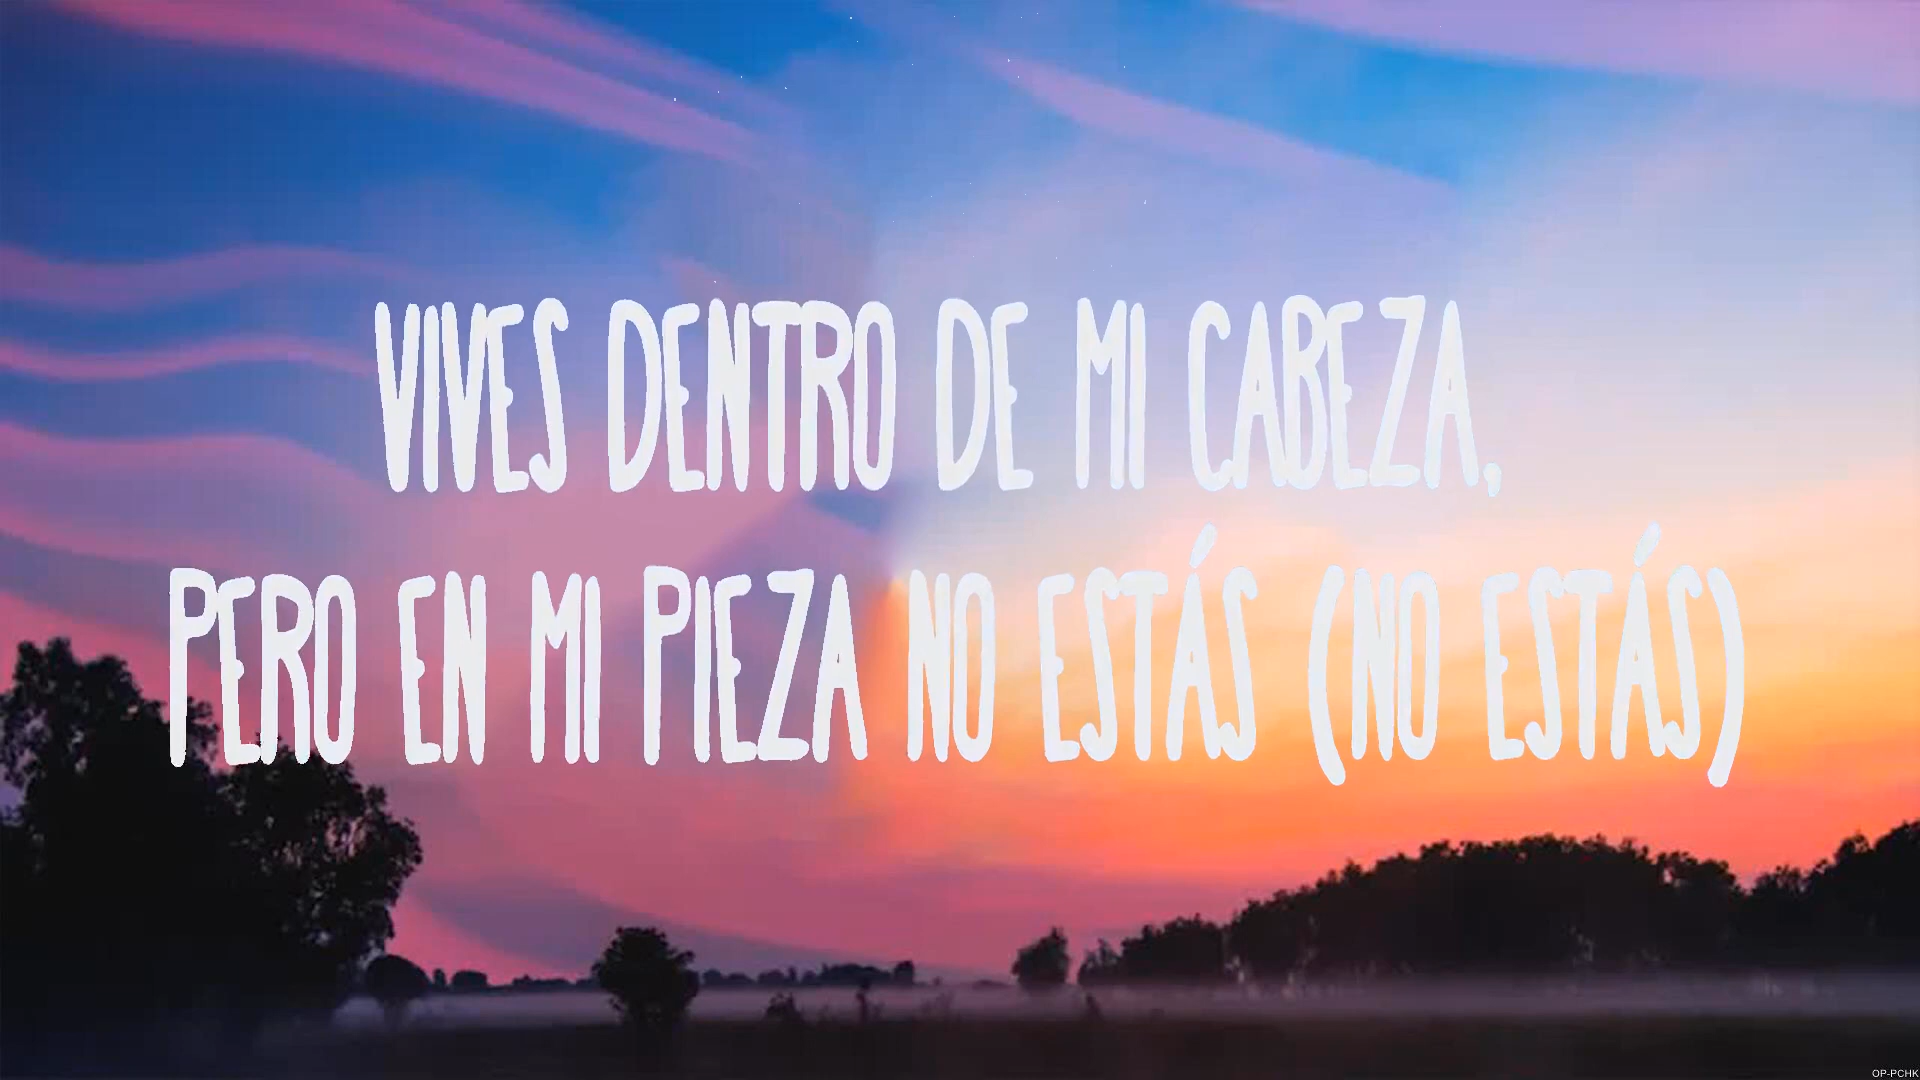 VIVES DENTRO DE MI CABEZA,
PERO EN MI PIEZA NO ESTÁS (NO ESTÁS)
OP-PCHK